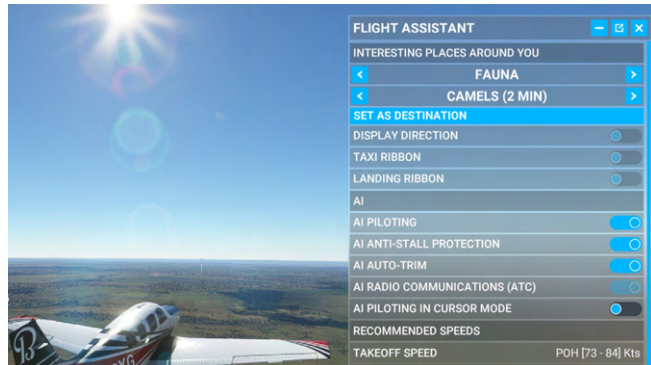 FLIGHT ASSISTANT
INTERESTING PLACES AROUND YOU
FAUNA
CAMELS (2 MIN)
SET AS DESTINATION
DISPLAY DIRECTION
TAXI RIBBON
LANDING RIBBON
AI
AI PILOTING
AI ANTI-STALL PROTECTION
AI AUTO-TRIM
AI RADIO COMMUNICATIONS (ATC)
AI PILOTING IN CURSOR MODE
RECOMMENDED SPEEDS
TAKEOFF SPEED POH [73 - 84] Kts
B